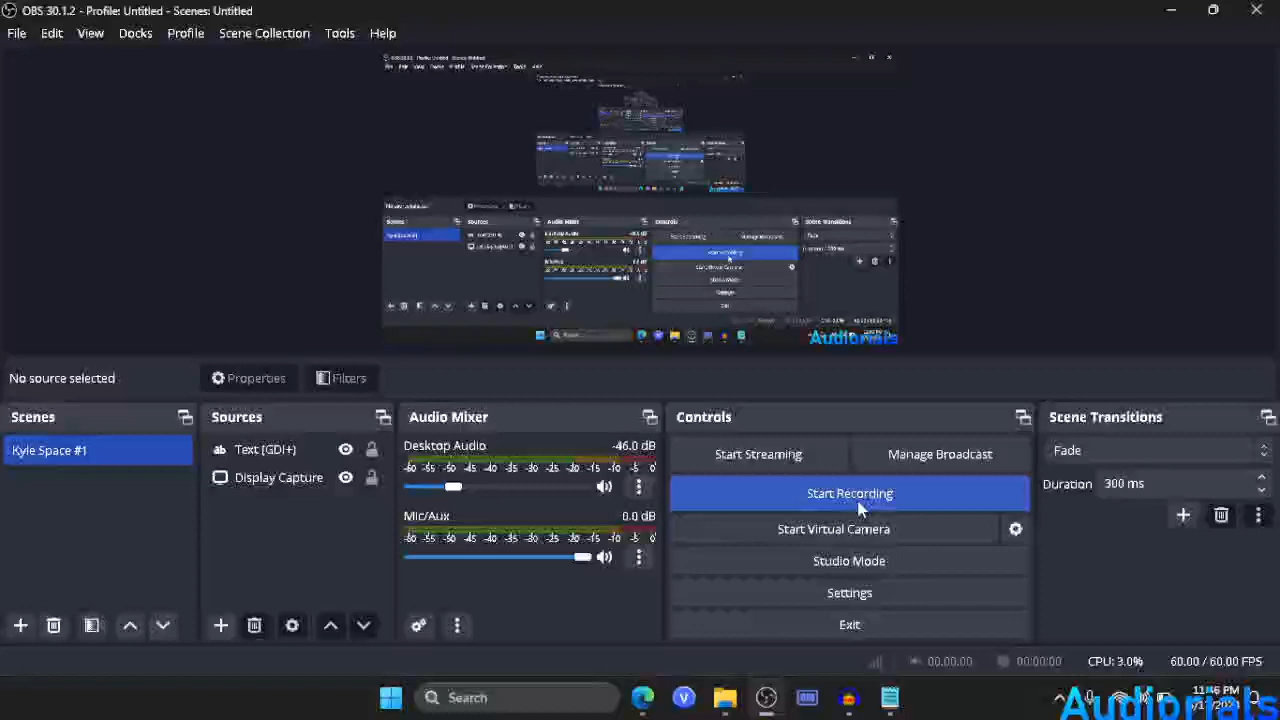 OBS 30.1.2 - Profile: Untitled - Scenes: Untitled
File Edit View Docks Profile Scene Collection Tools Help
No source selected Properties Filters
Scenes
Kyle Space #1
Sources
Text (GDI+)
Display Capture
Audio Mixer
Desktop Audio -46.0 dB
-60 -55 -50 -45 -40 -35 -30 -25 -20 -15 -10 -5 0
Mic/Aux 0.0 dB
-60 -55 -50 -45 -40 -35 -30 -25 -20 -15 -10 -5 0
Controls
Start Streaming Manage Broadcast
Start Recording
Start Virtual Camera
Studio Mode
Settings
Exit
Scene Transitions
Fade
Duration 300 ms
00:00:00 00:00:00 CPU: 3.0% 60.00 / 60.00 FPS
Search
11:46 PM
Audiorials